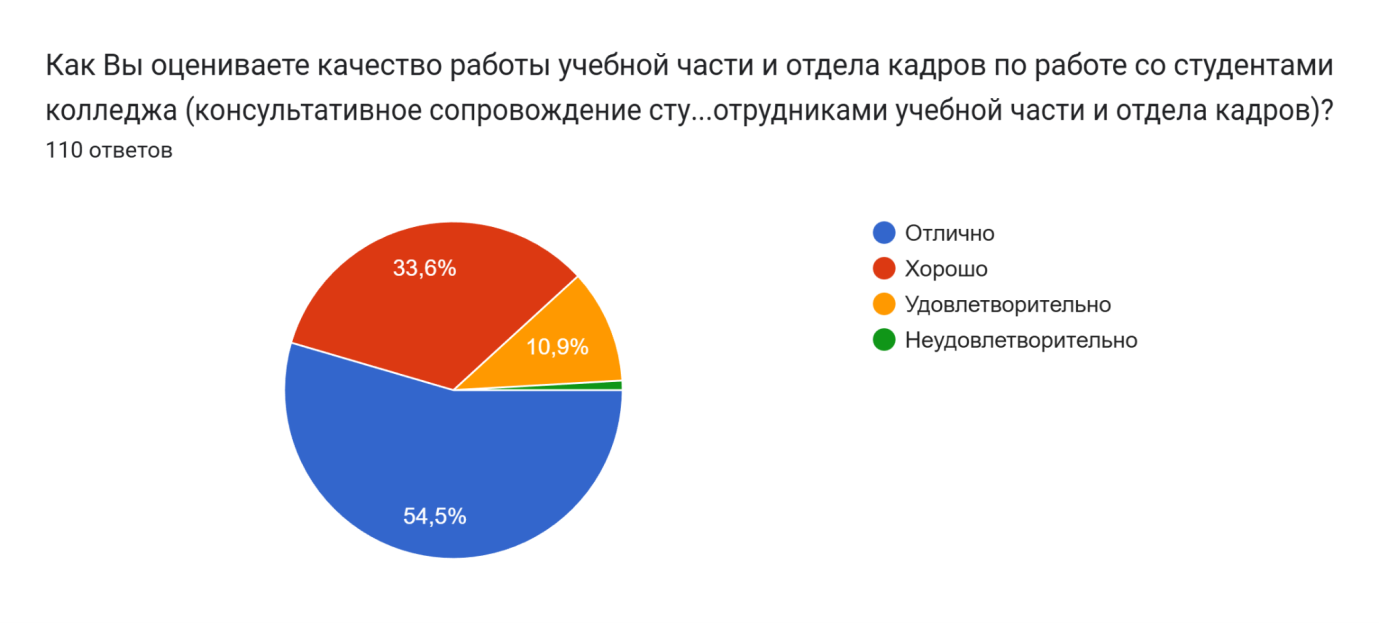 Как Вы оцениваете качество работы учебной части и отдела кадров по работе со студентами
колледжа (консультативное сопровождение сту...отрудниками учебной части и отдела кадров)?
110 ответов
Отлично
Хорошо
Удовлетворительно
Неудовлетворительно
33,6%
10,9%
54,5%